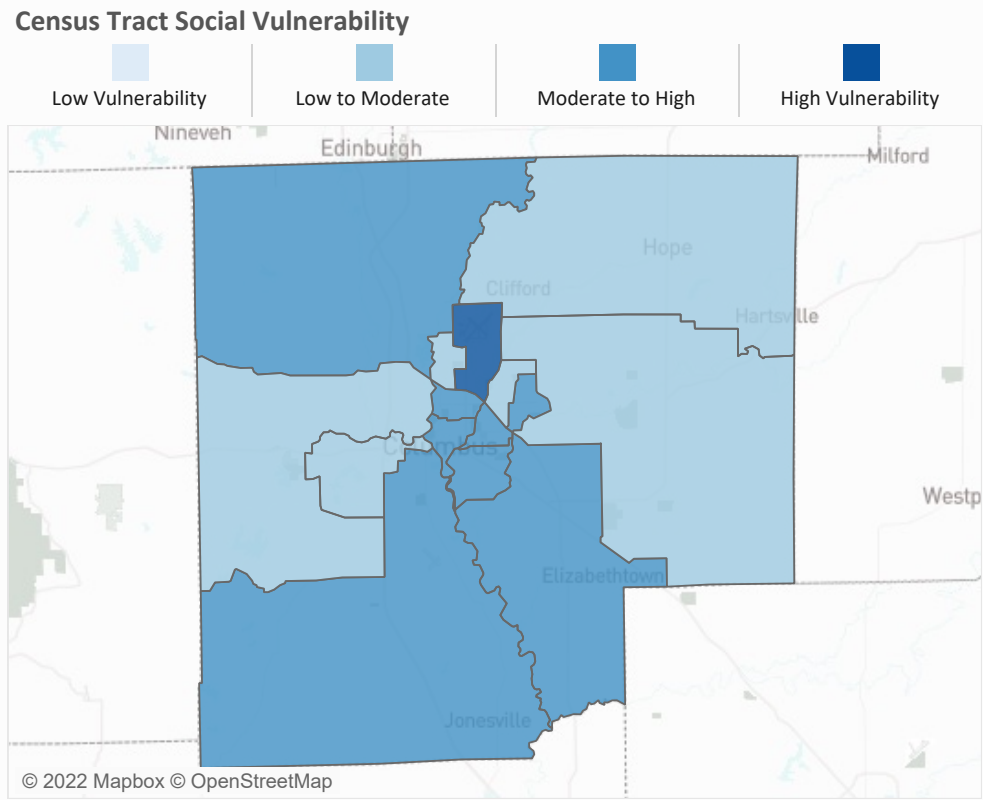 Census Tract Social Vulnerability
Low Vulnerability
Low to Moderate
Moderate to High
High Vulnerability
Nineveh
Edinburgh
Milford
Hope
Clifford
Hartsville
Columbus
Westp
Elizabethtown
Jonesville
© 2022 Mapbox © OpenStreetMap